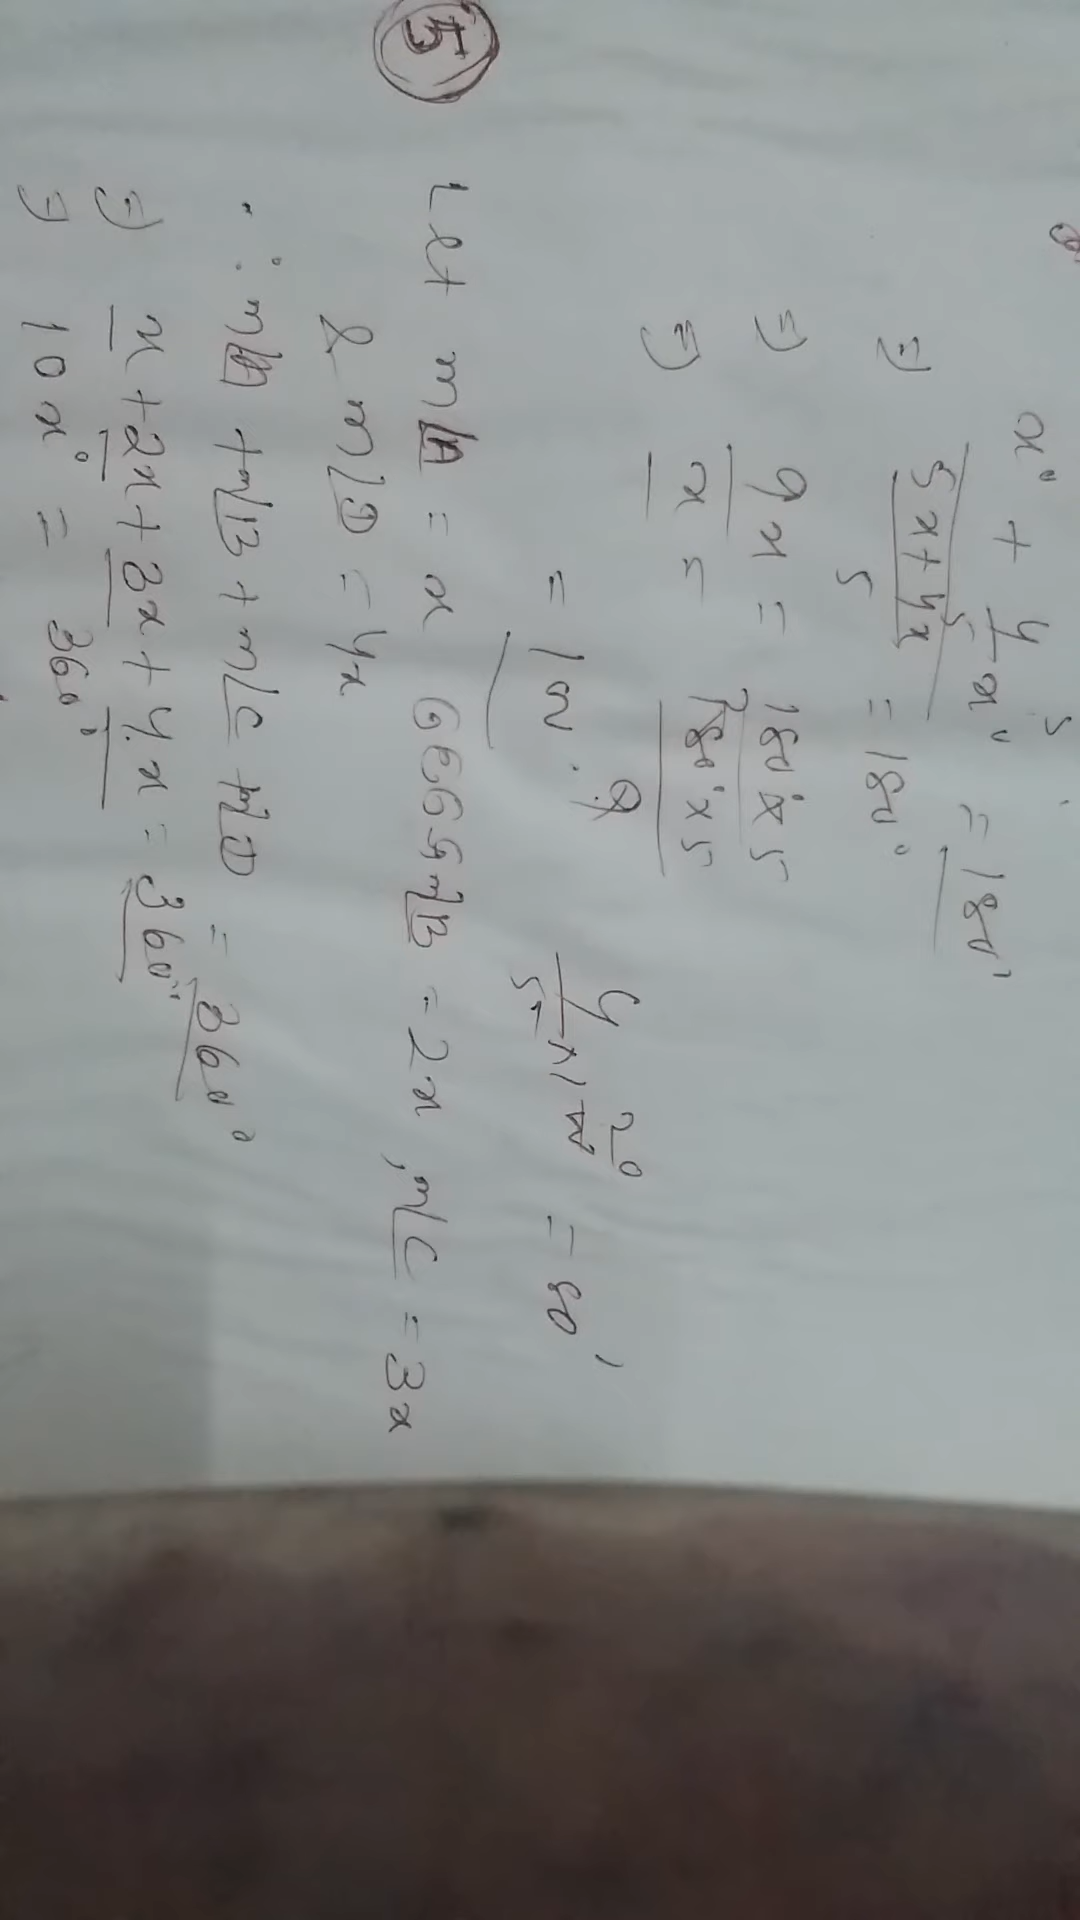 x° + 4/5 x° = 180°
⇒ 5x + 4x / 5 = 180°
⇒ 9x = 180° × 5
⇒ x = 180° × 5 / 9
4/5 × 100 20 = 80°
5
Let m∠A = x m∠B = 2x, m∠C = 3x
& m∠D = 4x
∴ m∠A + m∠B + m∠C + m∠D = 360°
⇒ x + 2x + 3x + 4x = 360°
⇒ 10x° = 360°